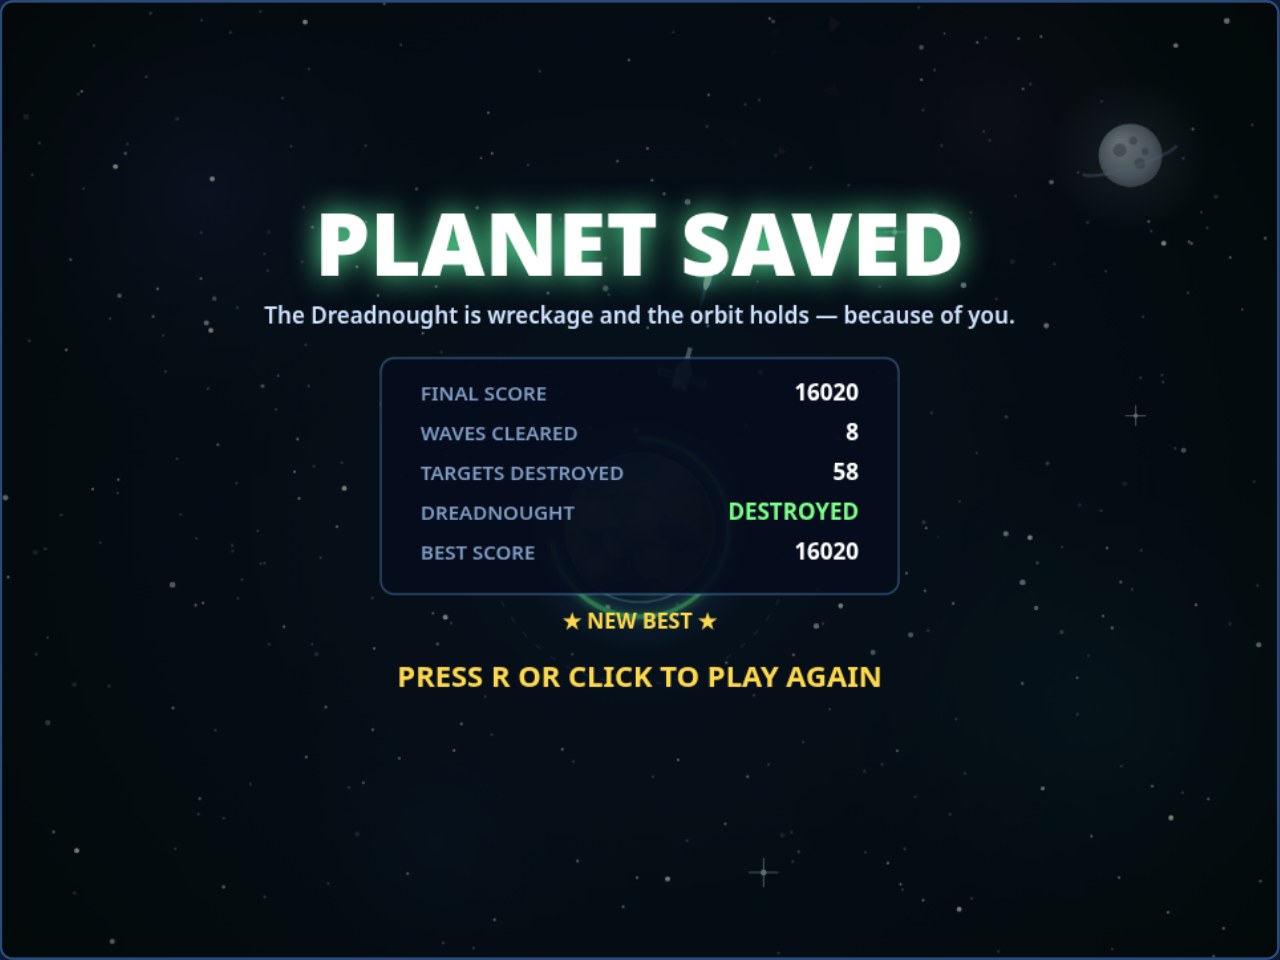 PLANET SAVED
The Dreadnought is wreckage and the orbit holds — because of you.
FINAL SCORE 16020
WAVES CLEARED 8
TARGETS DESTROYED 58
DREADNOUGHT DESTROYED
BEST SCORE 16020
★ NEW BEST ★
PRESS R OR CLICK TO PLAY AGAIN